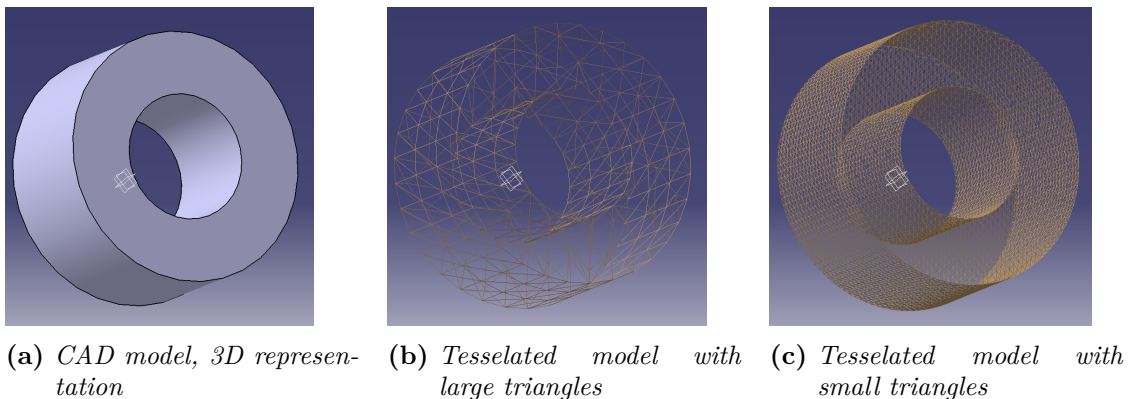 (a) CAD model, 3D represen-
tation
(b) Tesselated model with
large triangles
(c) Tesselated model with
small triangles